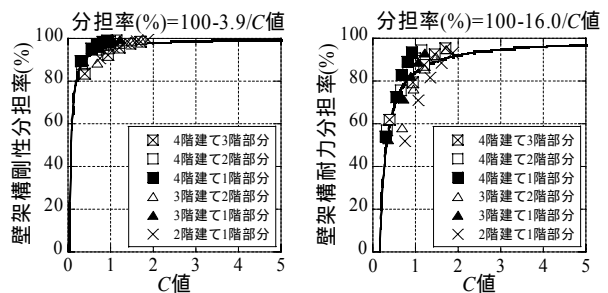 分担率(%)=100-3.9/C値
壁架構剛性分担率(%)
100
80
60
40
20
0
4階建て3階部分
4階建て2階部分
4階建て1階部分
3階建て2階部分
3階建て1階部分
2階建て1階部分
0 1 2 3 4 5
C値
分担率(%)=100-16.0/C値
壁架構耐力分担率(%)
100
80
60
40
20
0
4階建て3階部分
4階建て2階部分
4階建て1階部分
3階建て2階部分
3階建て1階部分
2階建て1階部分
0 1 2 3 4 5
C値